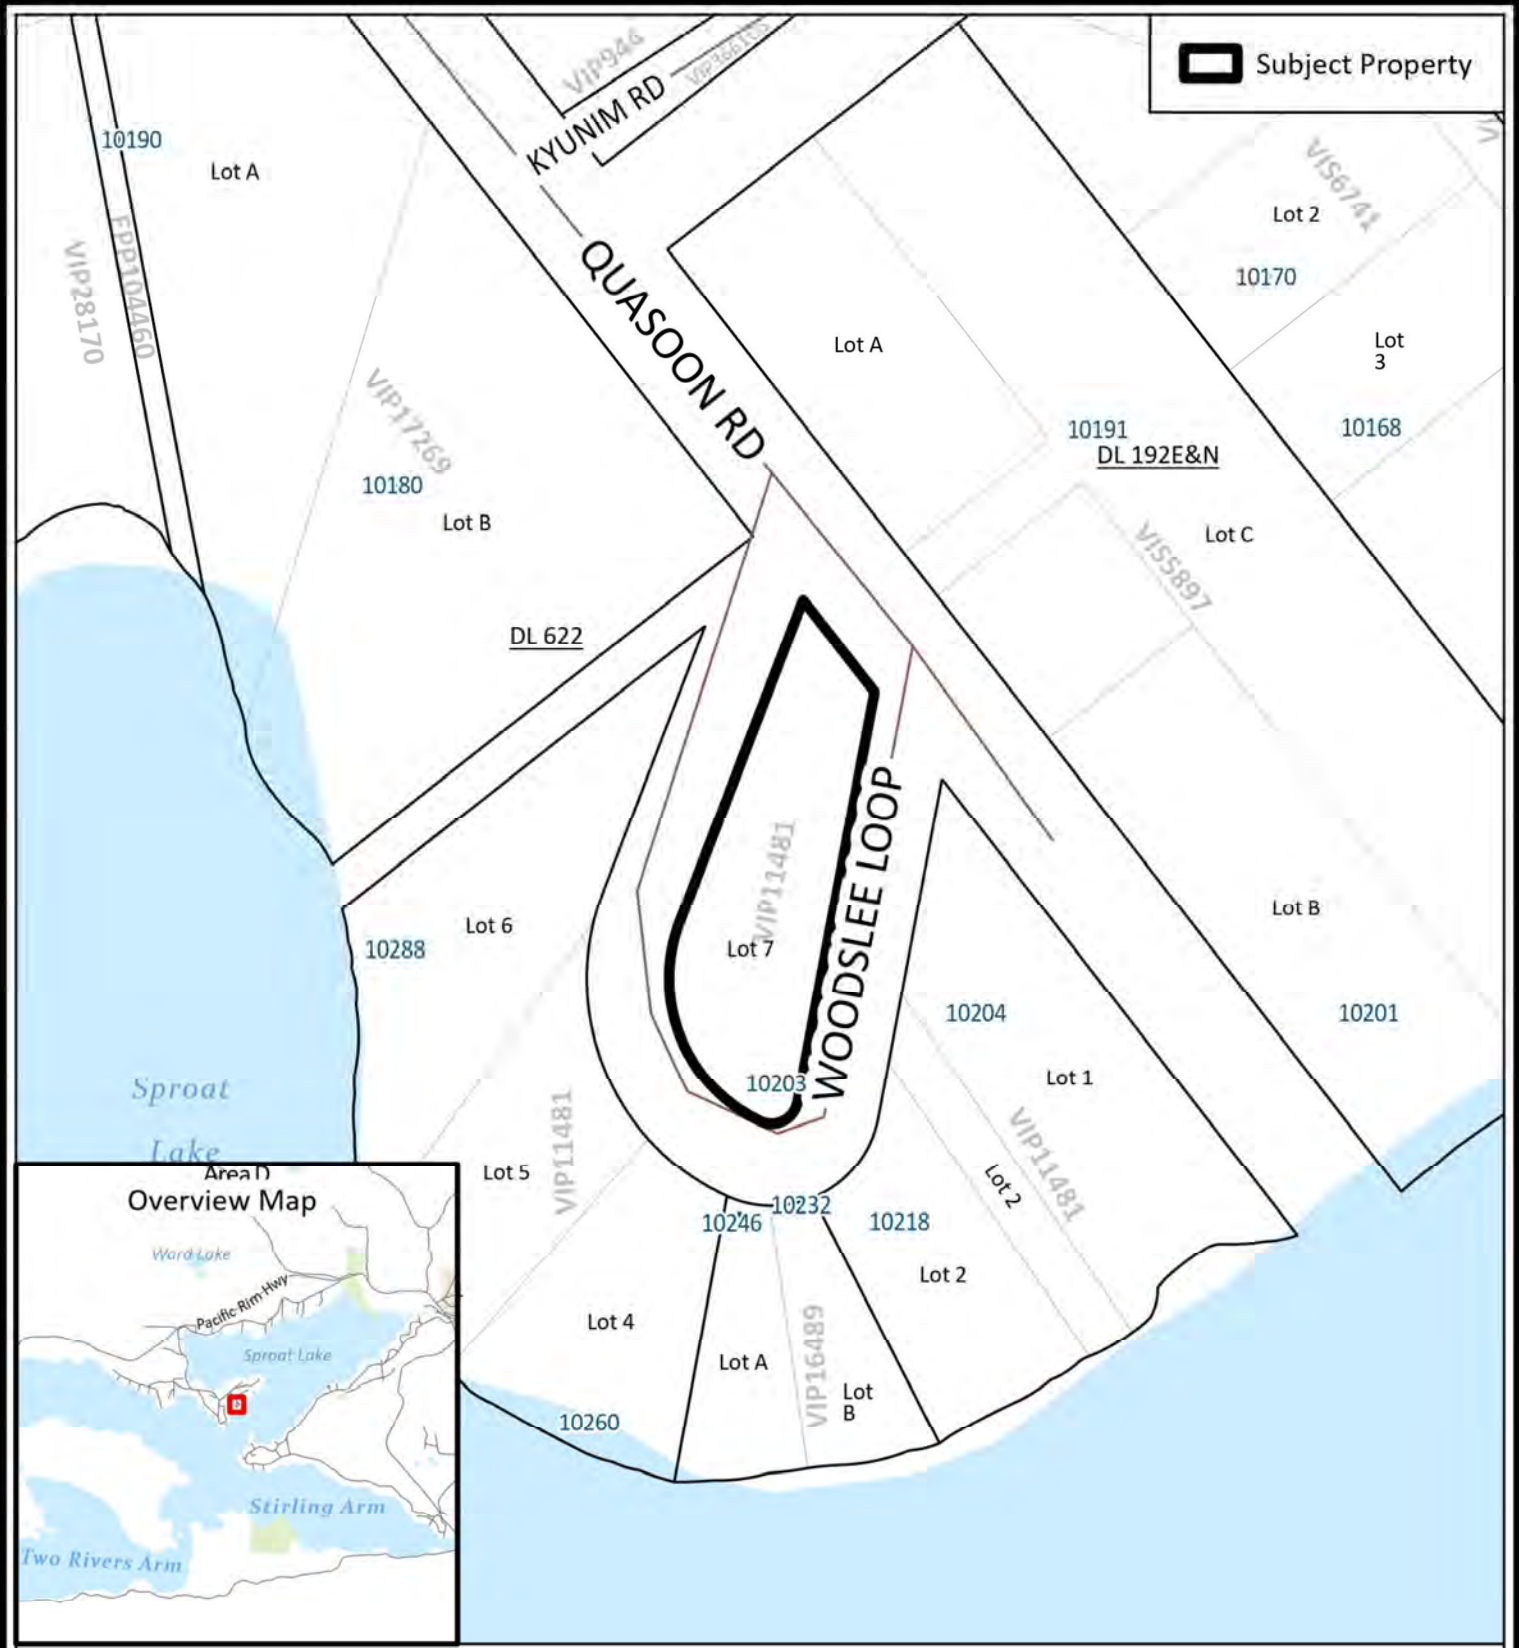 Subject Property
VIP944
KYUNIM RD
10190
Lot A
VIS6741
Lot 2
10170
EPP104460
VIP28170
QUASOON RD
Lot A
Lot
3
10168
10191
DL 192E&N
VIP17269
10180
Lot B
Lot C
VIS5897
DL 622
VIP11481
WOODSLEE LOOP
Lot 6
10288
Lot 7
Lot B
10201
10204
Lot 1
10203
Sproat
Lake
VIP11481
VIP11481
Lot 5
Lot 2
10246
10232
10218
Lot 2
Lot 4
Lot A
VIP16489
Lot
B
10260
Area D
Overview Map
Ward Lake
Pacific-Rim-Hwy
Sproat Lake
Stirling Arm
Two Rivers Arm